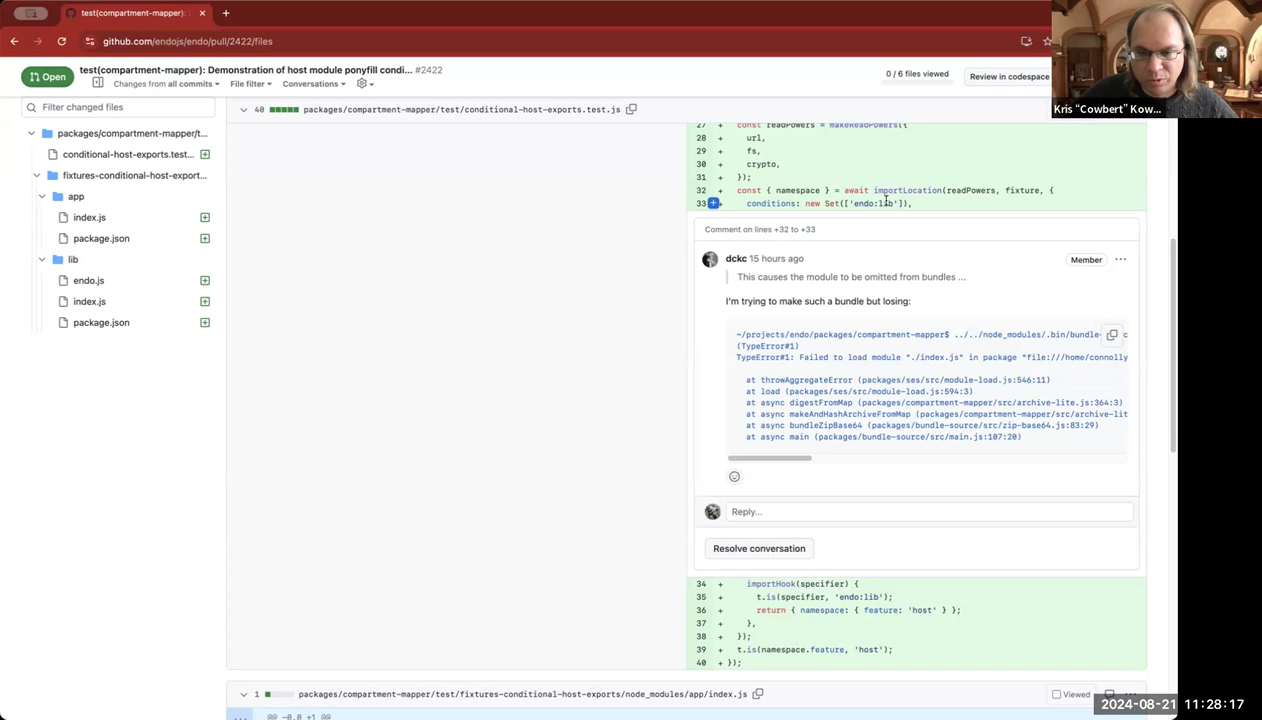 test(compartment-mapper):
github.com/endojs/endo/pull/2422/files
Open
test(compartment-mapper): Demonstration of host module ponyfill condi... #2422
Changes from all commits
File filter
Conversations
0 / 6 files viewed
Review in codespace
Kris “Cowbert” Kow...
Filter changed files
packages/compartment-mapper/t...
conditional-host-exports.test...
fixtures-conditional-host-export...
app
index.js
package.json
lib
endo.js
index.js
package.json
40 packages/compartment-mapper/test/conditional-host-exports.test.js
27 + const readPowers = makeReadPowers({
28 + url,
29 + fs,
30 + crypto,
31 + });
32 + const { namespace } = await importLocation(readPowers, fixture, {
33 + conditions: new Set(['endo:lib']),
Comment on lines +32 to +33
dckc 15 hours ago
Member
This causes the module to be omitted from bundles ...
I'm trying to make such a bundle but losing:
~/projects/endo/packages/compartment-mapper$ ../../node_modules/.bin/bundle-
(TypeError#1)
TypeError#1: Failed to load module "./index.js" in package "file:///home/connolly
at throwAggregateError (packages/ses/src/module-load.js:546:11)
at load (packages/ses/src/module-load.js:594:3)
at async digestFromMap (packages/compartment-mapper/src/archive-lite.js:364:3)
at async makeAndHashArchiveFromMap (packages/compartment-mapper/src/archive-lit
at async bundleZipBase64 (packages/bundle-source/src/zip-base64.js:83:29)
at async main (packages/bundle-source/src/main.js:107:20)
Reply...
Resolve conversation
34 + importHook(specifier) {
35 + t.is(specifier, 'endo:lib');
36 + return { namespace: { feature: 'host' } };
37 + },
38 + });
39 + t.is(namespace.feature, 'host');
40 + });
1 packages/compartment-mapper/test/fixtures-conditional-host-exports/node_modules/app/index.js
Viewed
@@ -0,0 +1 @@
2024-08-21 11:28:17